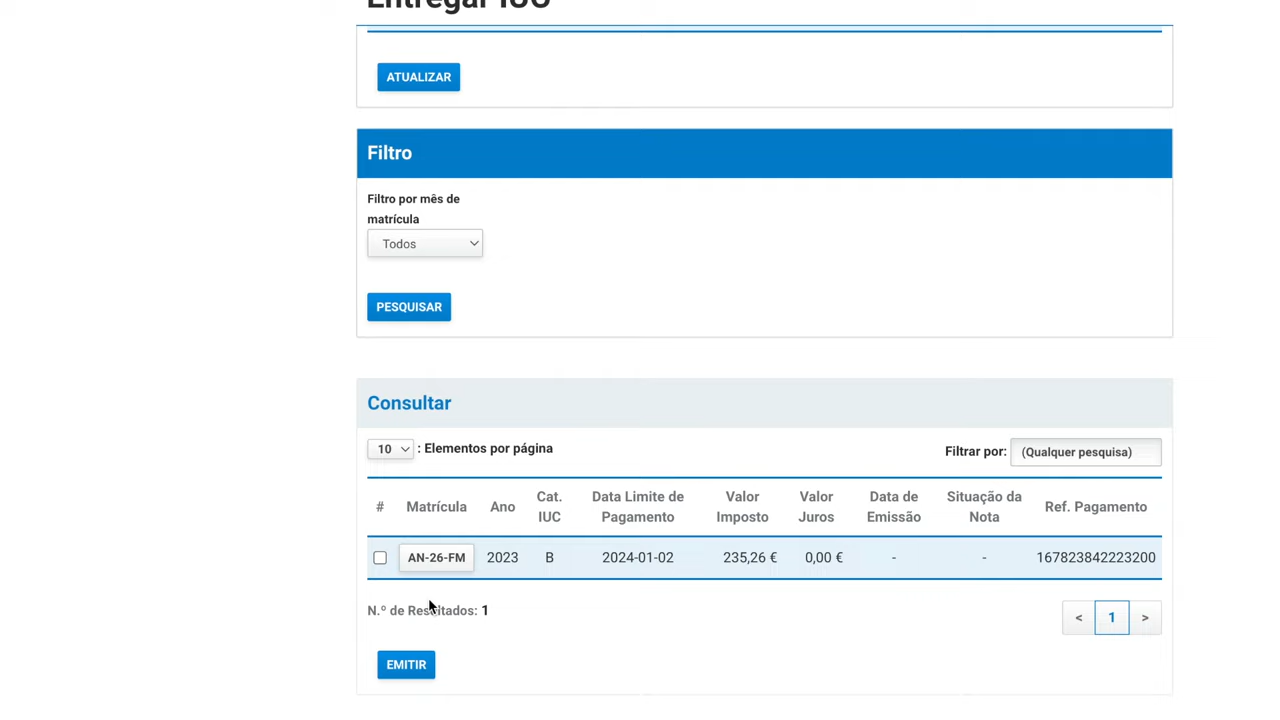 Entregar IUC
ATUALIZAR
Filtro
Filtro por mês de
matrícula
Todos
PESQUISAR
Consultar
10 : Elementos por página
Filtrar por: (Qualquer pesquisa)
# Matrícula Ano Cat. IUC Data Limite de Pagamento Valor Imposto Valor Juros Data de Emissão Situação da Nota Ref. Pagamento
AN-26-FM 2023 B 2024-01-02 235,26 € 0,00 € - - 167823842223200
N.º de Resultados: 1
< 1 >
EMITIR